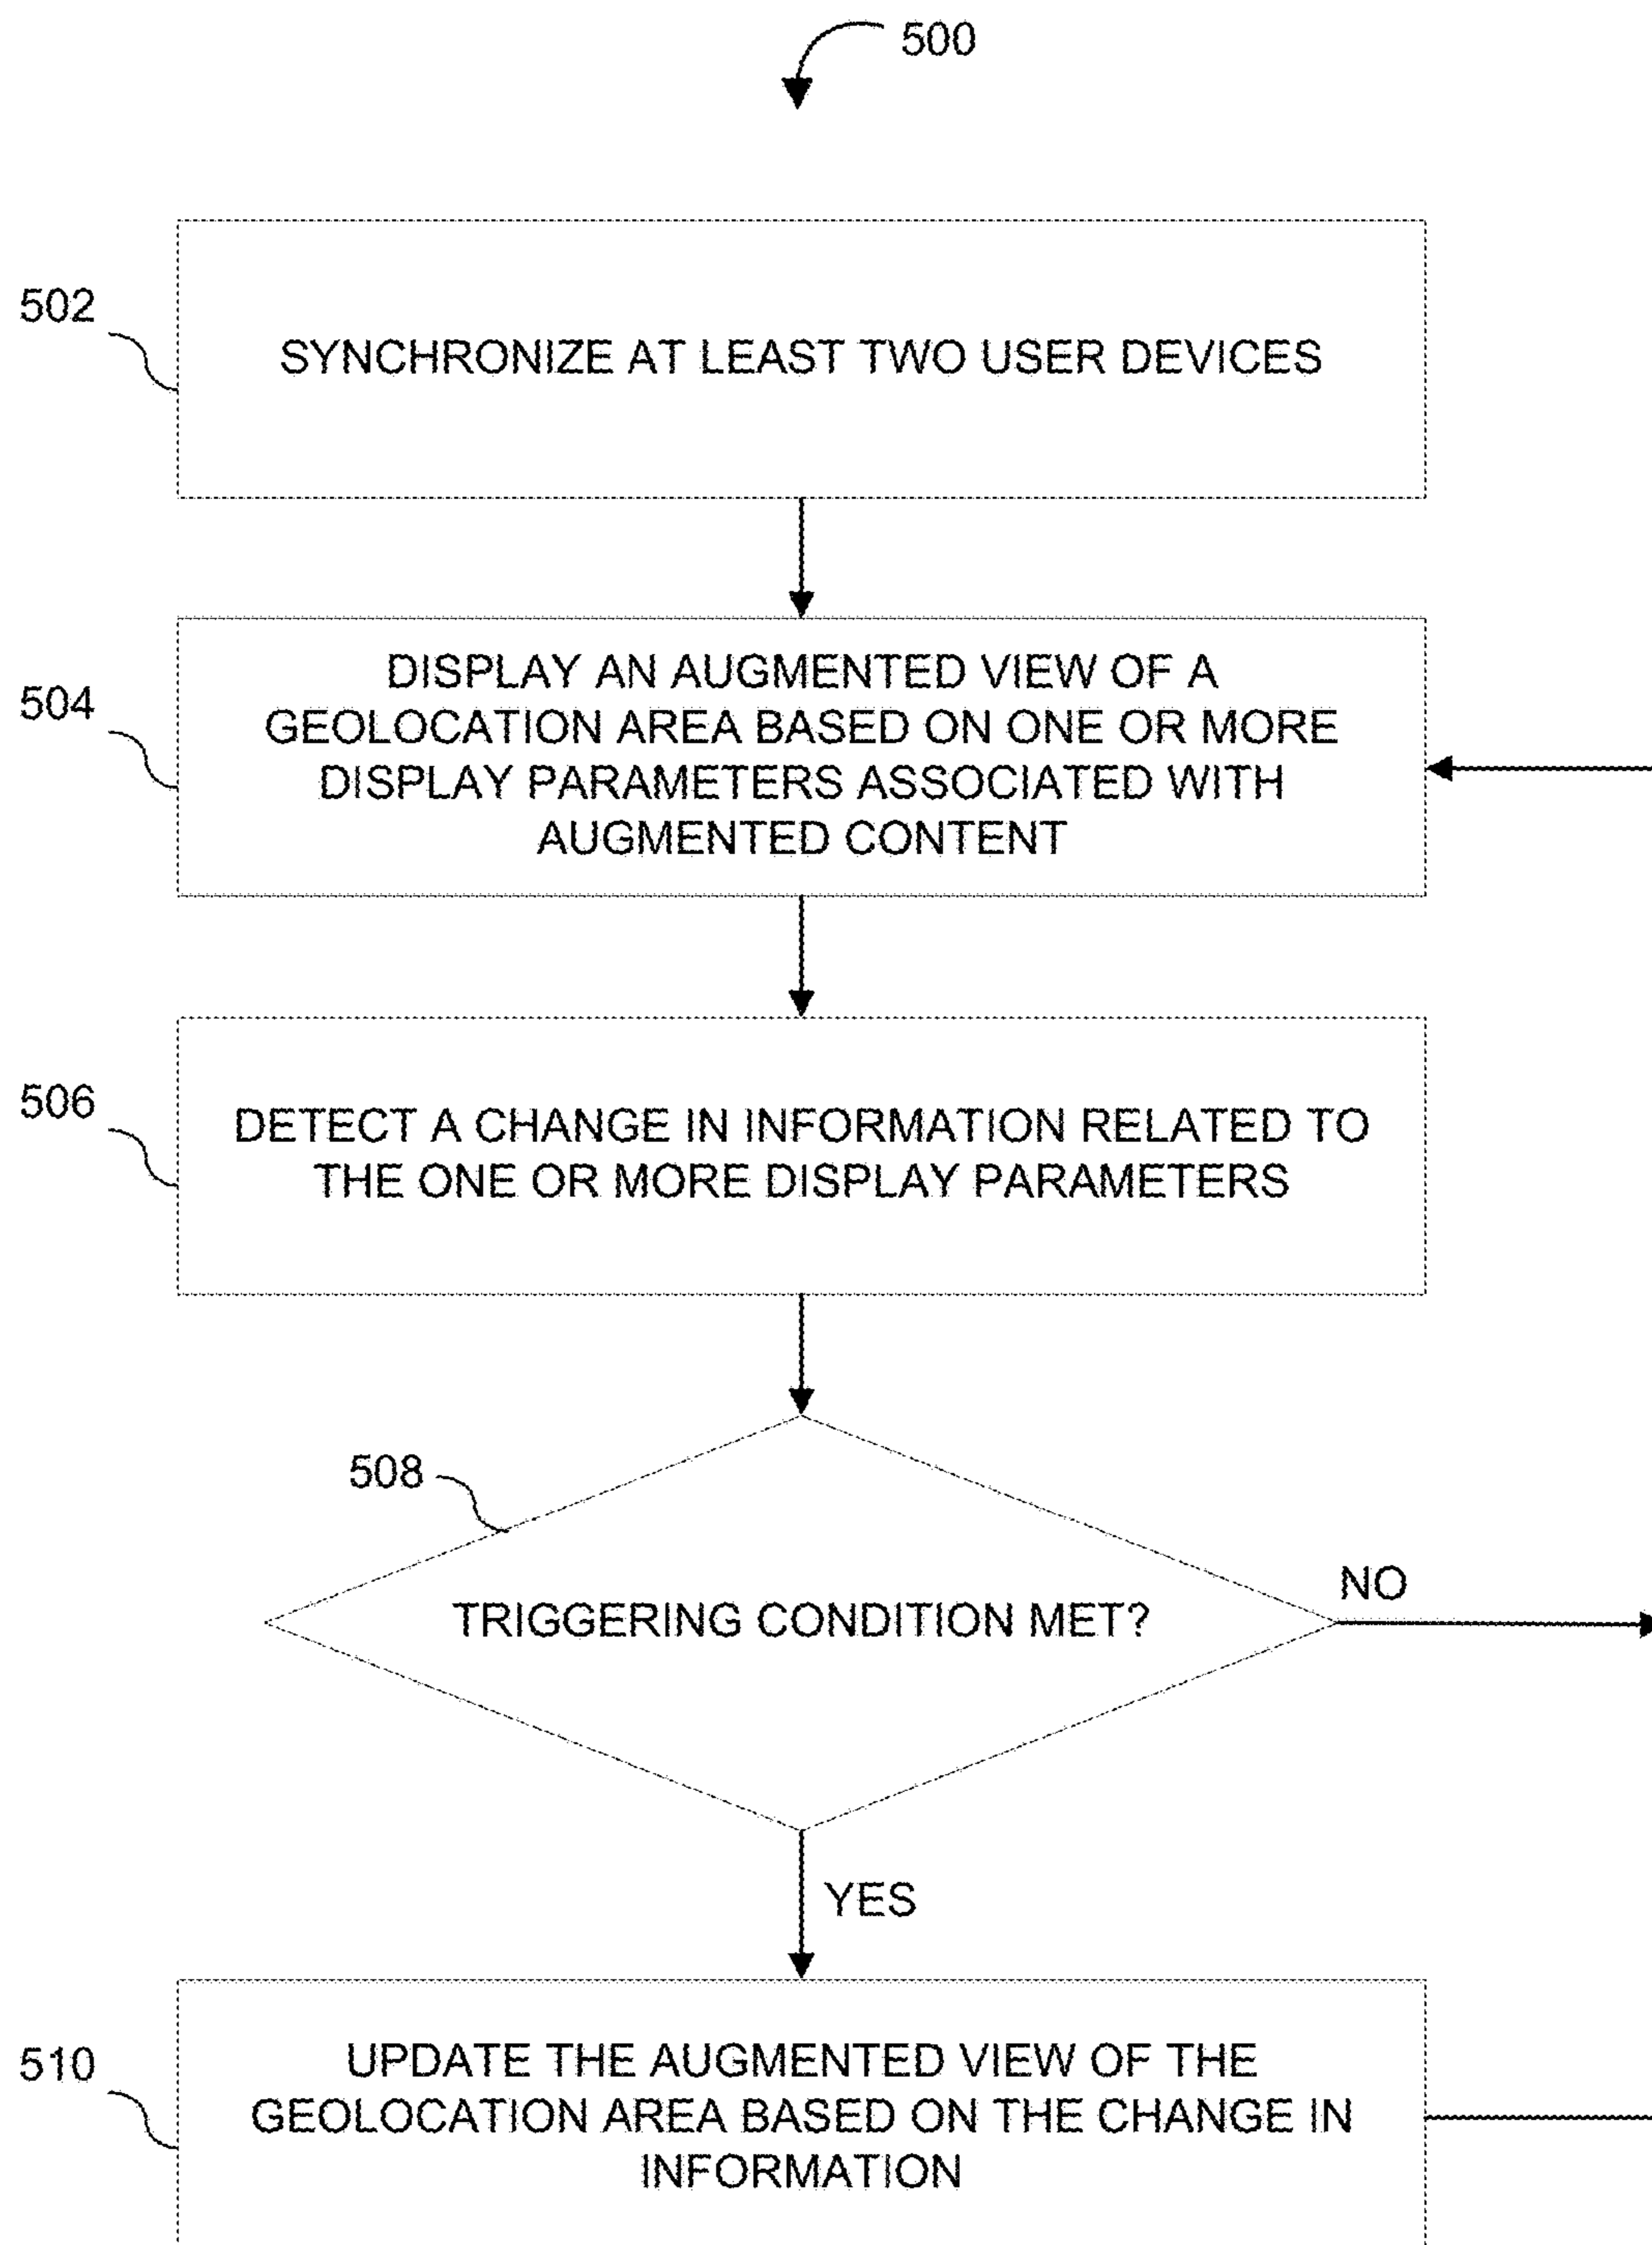 500
502
SYNCHRONIZE AT LEAST TWO USER DEVICES
504
DISPLAY AN AUGMENTED VIEW OF A
GEOLOCATION AREA BASED ON ONE OR MORE
DISPLAY PARAMETERS ASSOCIATED WITH
AUGMENTED CONTENT
506
DETECT A CHANGE IN INFORMATION RELATED TO
THE ONE OR MORE DISPLAY PARAMETERS
508
TRIGGERING CONDITION MET?
NO
YES
510
UPDATE THE AUGMENTED VIEW OF THE
GEOLOCATION AREA BASED ON THE CHANGE IN
INFORMATION